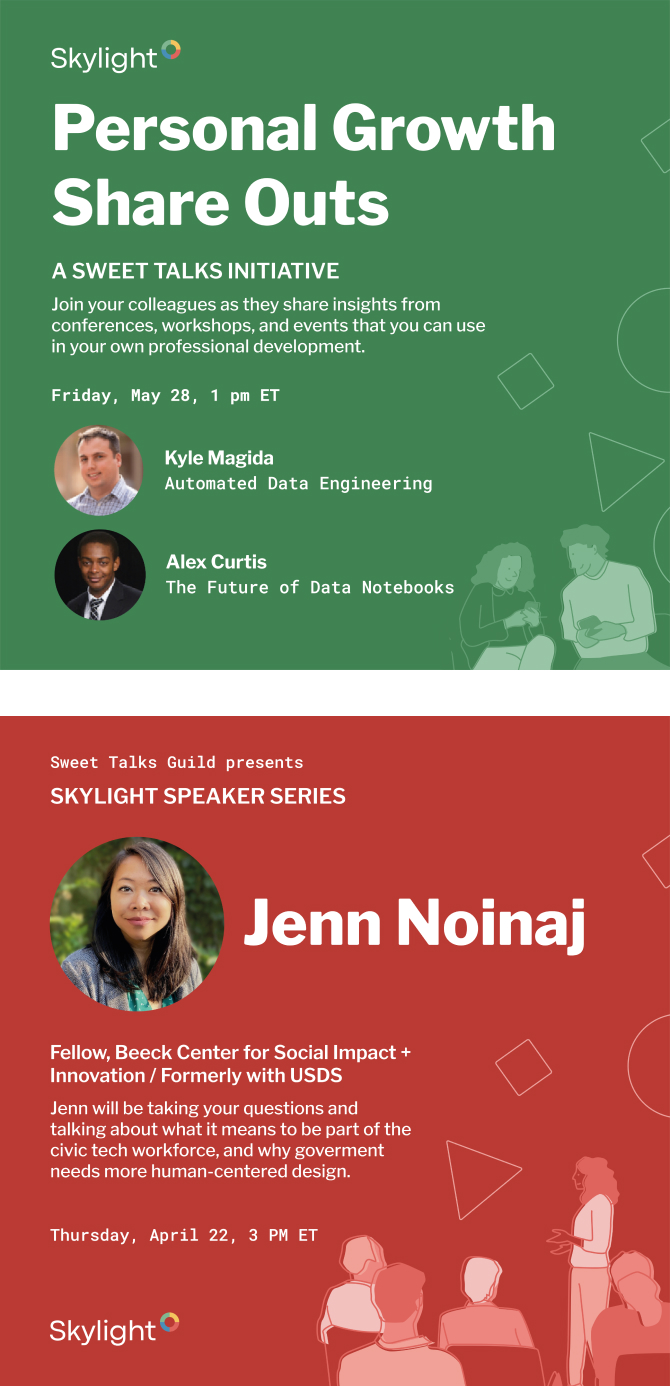 Skylight
Personal Growth
Share Outs
A SWEET TALKS INITIATIVE
Join your colleagues as they share insights from
conferences, workshops, and events that you can use
in your own professional development.
Friday, May 28, 1 pm ET
Kyle Magida
Automated Data Engineering
Alex Curtis
The Future of Data Notebooks
Sweet Talks Guild presents
SKYLIGHT SPEAKER SERIES
Jenn Noinaj
Fellow, Beeck Center for Social Impact +
Innovation / Formerly with USDS
Jenn will be taking your questions and
talking about what it means to be part of the
civic tech workforce, and why goverment
needs more human-centered design.
Thursday, April 22, 3 PM ET
Skylight